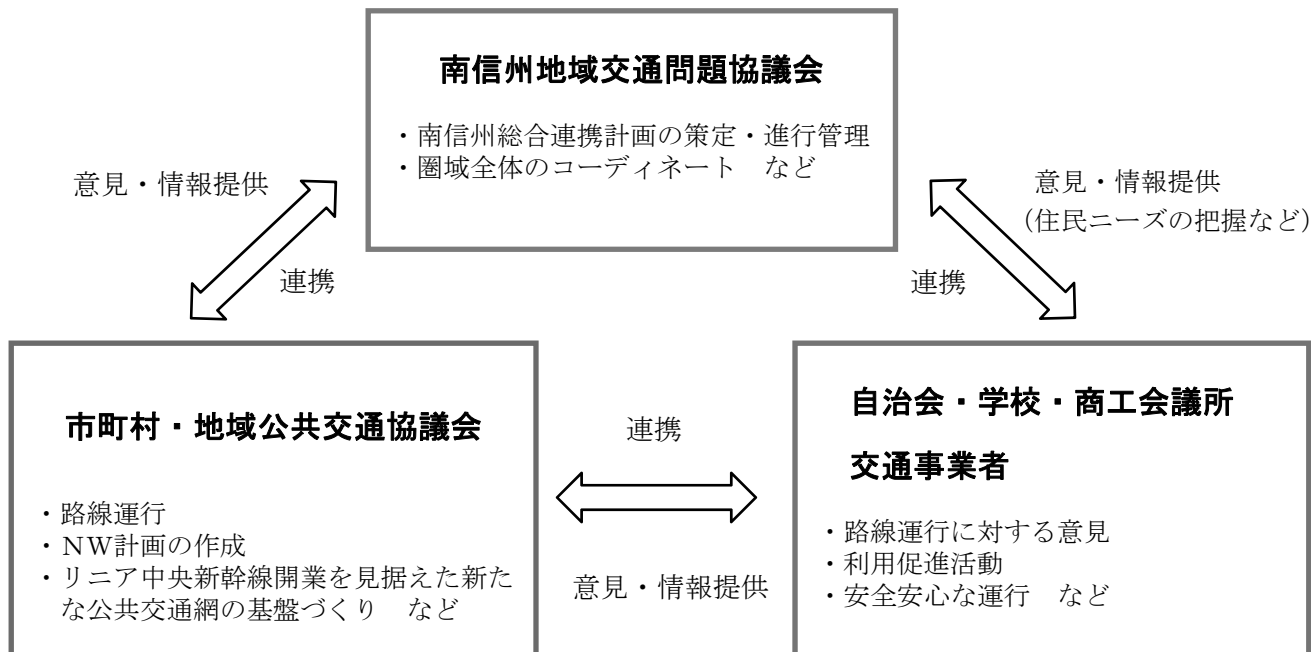 南信州地域交通問題協議会
・南信州総合連携計画の策定・進行管理
・圏域全体のコーディネート　など
意見・情報提供
連携
意見・情報提供
（住民ニーズの把握など）
連携
市町村・地域公共交通協議会
・路線運行
・ＮＷ計画の作成
・リニア中央新幹線開業を見据えた新た
な公共交通網の基盤づくり　など
連携
意見・情報提供
自治会・学校・商工会議所
交通事業者
・路線運行に対する意見
・利用促進活動
・安全安心な運行　など